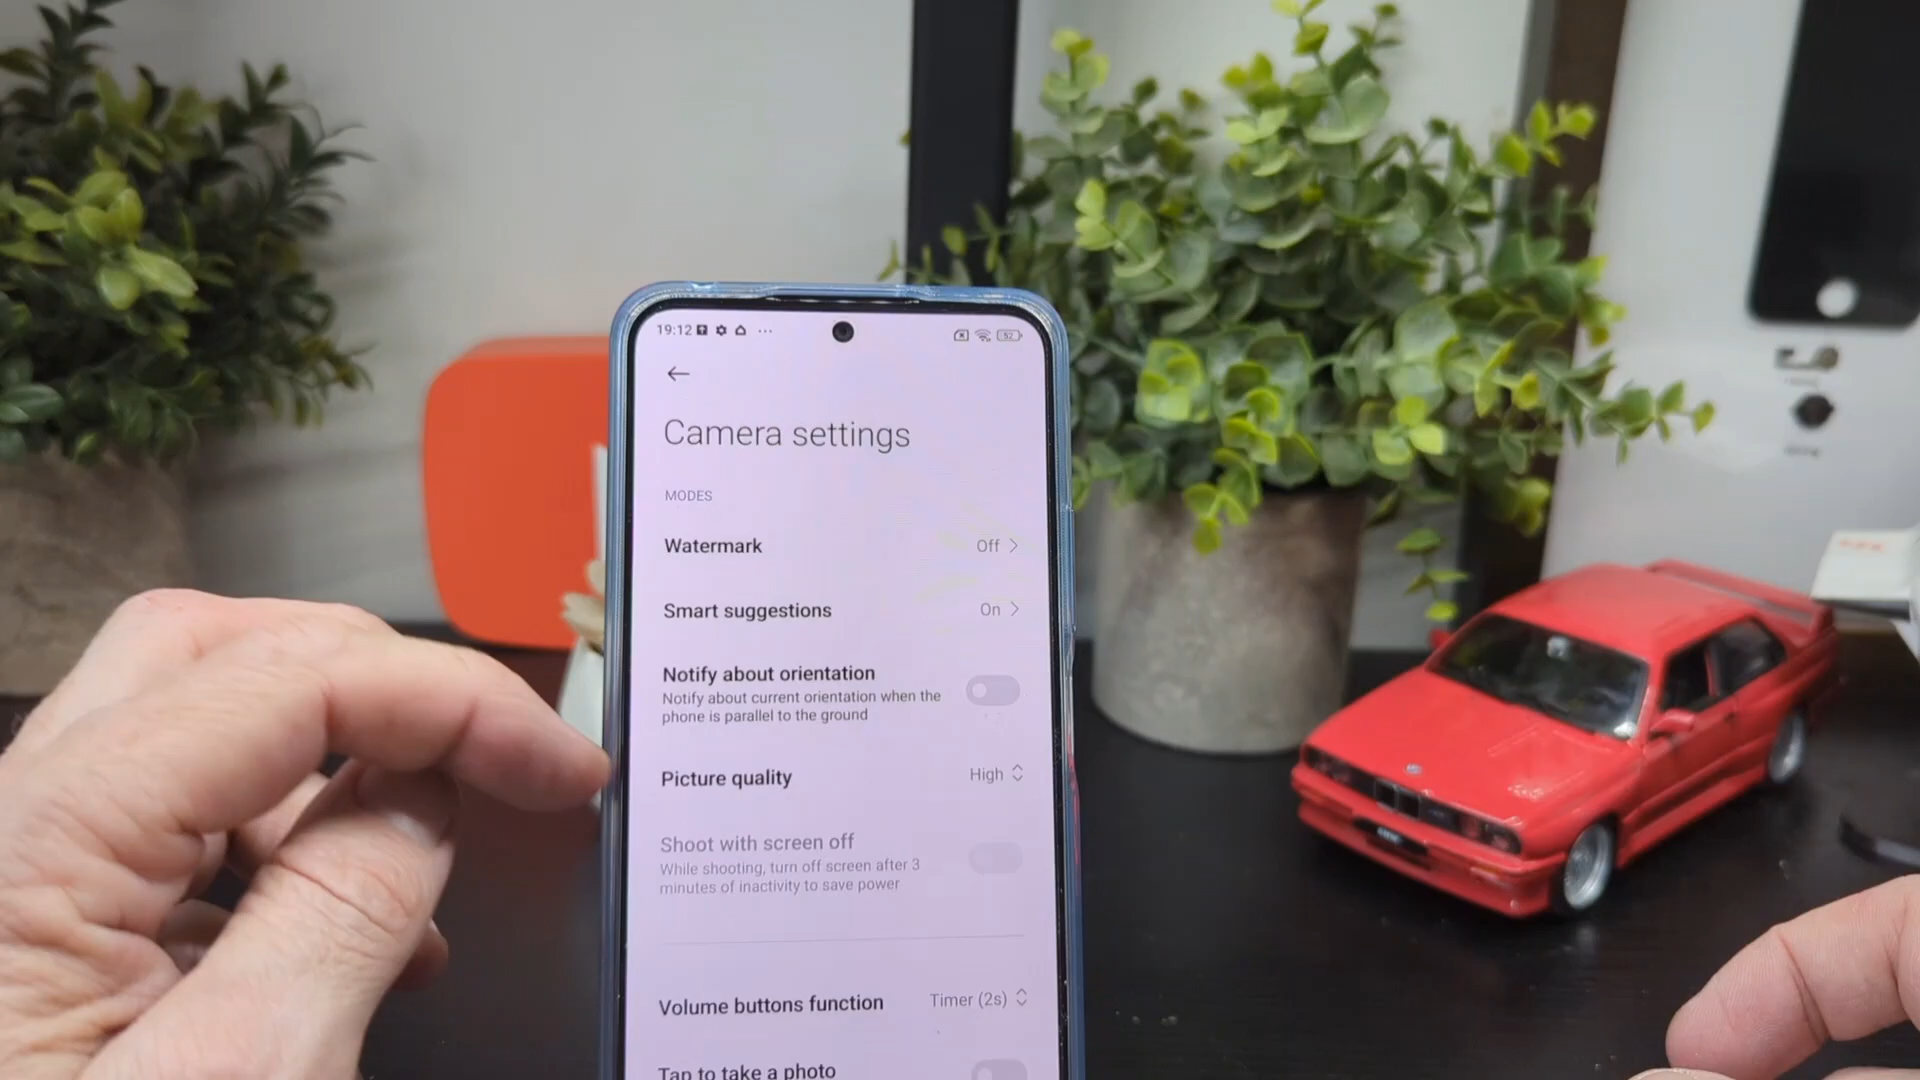 19:12
52
Camera settings
MODES
Watermark
Off
Smart suggestions
On
Notify about orientation
Notify about current orientation when the
phone is parallel to the ground
Picture quality
High
Shoot with screen off
While shooting, turn off screen after 3
minutes of inactivity to save power
Volume buttons function
Timer (2s)
Tap to take a photo